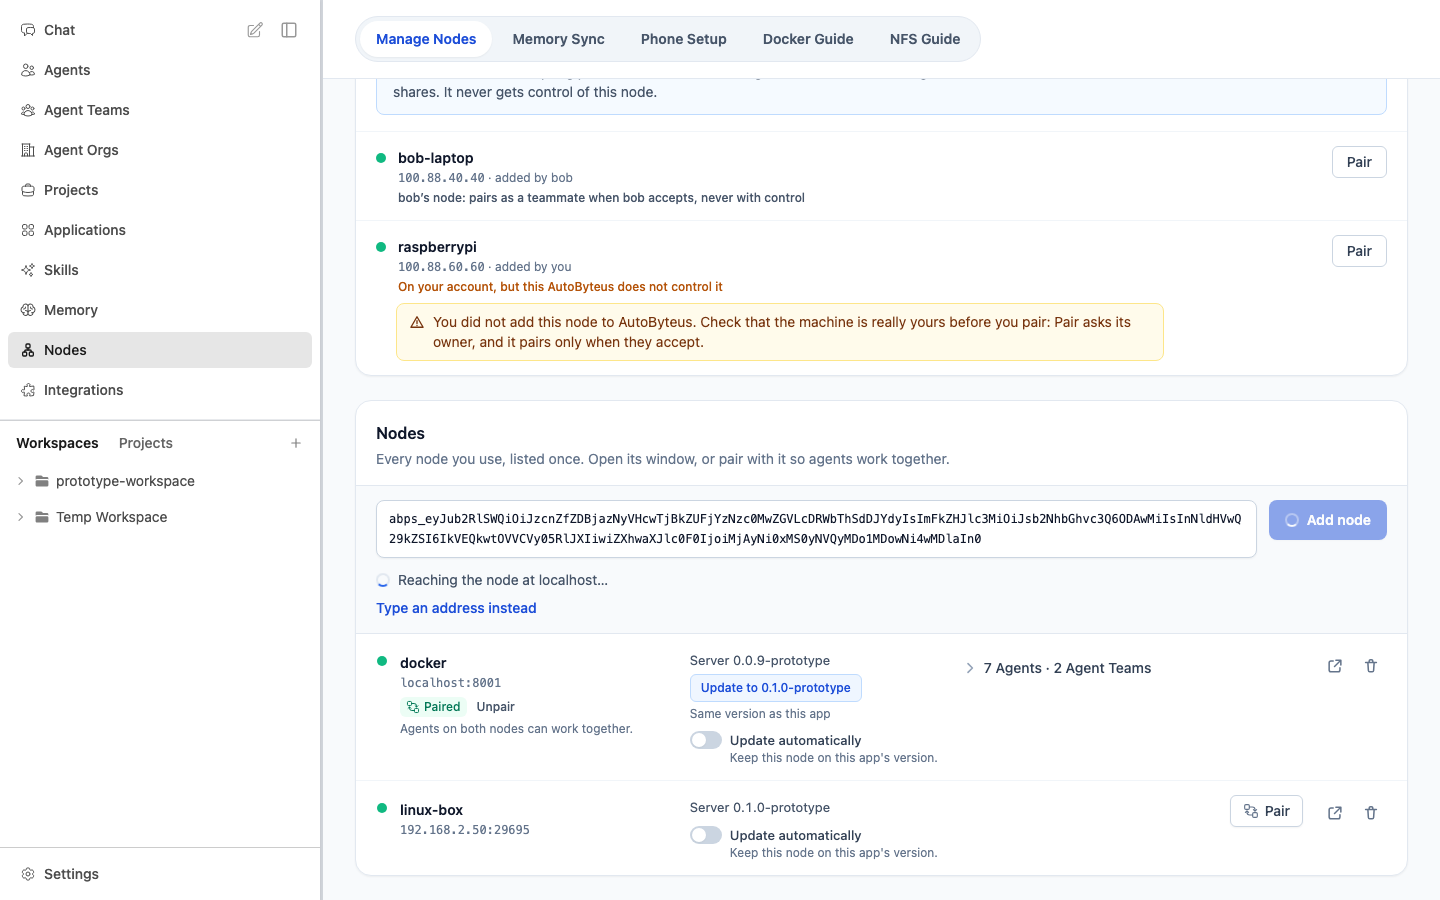 Chat
Agents
Agent Teams
Agent Orgs
Projects
Applications
Skills
Memory
Nodes
Integrations
Workspaces
Projects
prototype-workspace
Temp Workspace
Settings
Manage Nodes
Memory Sync
Phone Setup
Docker Guide
NFS Guide
shares. It never gets control of this node.
bob-laptop
100.88.40.40 · added by bob
bob’s node: pairs as a teammate when bob accepts, never with control
Pair
raspberrypi
100.88.60.60 · added by you
On your account, but this AutoByteus does not control it
Pair
You did not add this node to AutoByteus. Check that the machine is really yours before you pair: Pair asks its
owner, and it pairs only when they accept.
Nodes
Every node you use, listed once. Open its window, or pair with it so agents work together.
abps_eyJub2RlSWQiOiJzcnZfZDBjazNyVHcwTjBkZUFjYzNzc0MwZGVLcDRWbThSdDJYdyIsImFkZHJlc3MiOiJsb2NhbGhvc3Q6ODAwMiIsInNldHVwQ
29kZSI6IkVEQkwtOVVCVy05RlJXIiwiZXhwaXJlc0F0IjoiMjAyNi0xMS0yNVQyMDo1MDowNi4wMDlaIn0
Add node
Reaching the node at localhost...
Type an address instead
docker
localhost:8001
Paired
Unpair
Agents on both nodes can work together.
Server 0.0.9-prototype
Update to 0.1.0-prototype
Same version as this app
Update automatically
Keep this node on this app's version.
7 Agents · 2 Agent Teams
linux-box
192.168.2.50:29695
Server 0.1.0-prototype
Update automatically
Keep this node on this app's version.
Pair